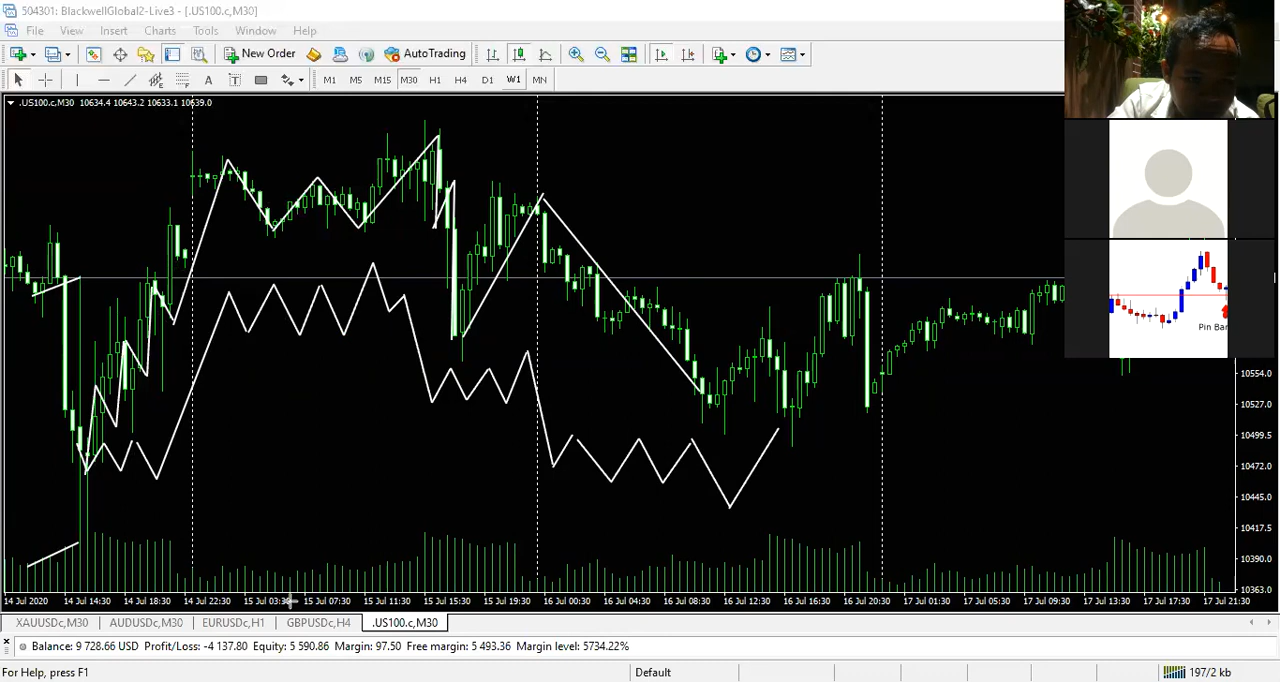 504301: BlackwellGlobal2-Live3 - [.US100.c,M30]
File View Insert Charts Tools Window Help
New Order AutoTrading
A T M1 M5 M15 M30 H1 H4 D1 W1 MN
.US100.c,M30 10634.4 10643.2 10633.1 10639.0
Pin Bar
10554.0
10527.0
10499.5
10472.0
10445.0
10417.5
10390.0
10363.0
14 Jul 2020 14 Jul 14:30 14 Jul 18:30 14 Jul 22:30 15 Jul 03:30 15 Jul 07:30 15 Jul 11:30 15 Jul 15:30 15 Jul 19:30 16 Jul 00:30 16 Jul 04:30 16 Jul 08:30 16 Jul 12:30 16 Jul 16:30 16 Jul 20:30 17 Jul 01:30 17 Jul 05:30 17 Jul 09:30 17 Jul 13:30 17 Jul 17:30 17 Jul 21:30
XAUUSDc,M30 AUDUSDc,M30 EURUSDc,H1 GBPUSDc,H4 .US100.c,M30
Balance: 9 728.66 USD Profit/Loss: -4 137.80 Equity: 5 590.86 Margin: 97.50 Free margin: 5 493.36 Margin level: 5734.22%
For Help, press F1 Default 197/2 kb